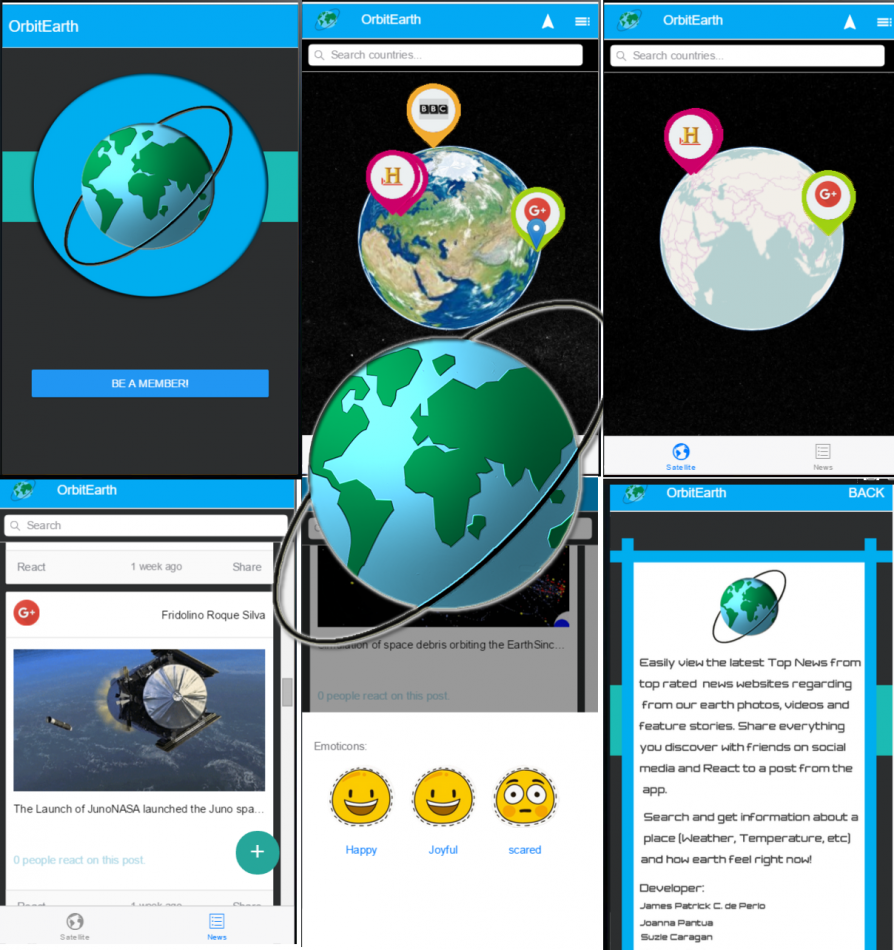 OrbitEarth
BE A MEMBER!
OrbitEarth
Search countries...
BBC
H
G+
OrbitEarth
Search countries...
H
G+
Satellite
News
OrbitEarth
Search
React 1 week ago Share
G+ Fridolino Roque Silva
The Launch of JunoNASA launched the Juno spa...
0 people react on this post.
+
React 1 week ago Share
Satellite
News
of space debris orbiting the EarthSinc...
0 people react on this post.
Emoticons:
Happy
Joyful
scared
OrbitEarth BACK
Easily view the latest Top News from
top rated news websites regarding
from our earth photos, videos and
feature stories. Share everything
you discover with friends on social
media and React to a post from the
app.
Search and get information about a
place (Weather, Temperature, etc)
and how earth feel right now!
Developer:
James Patrick C. de Perio
Joanna Pantua
Suzie Caragan